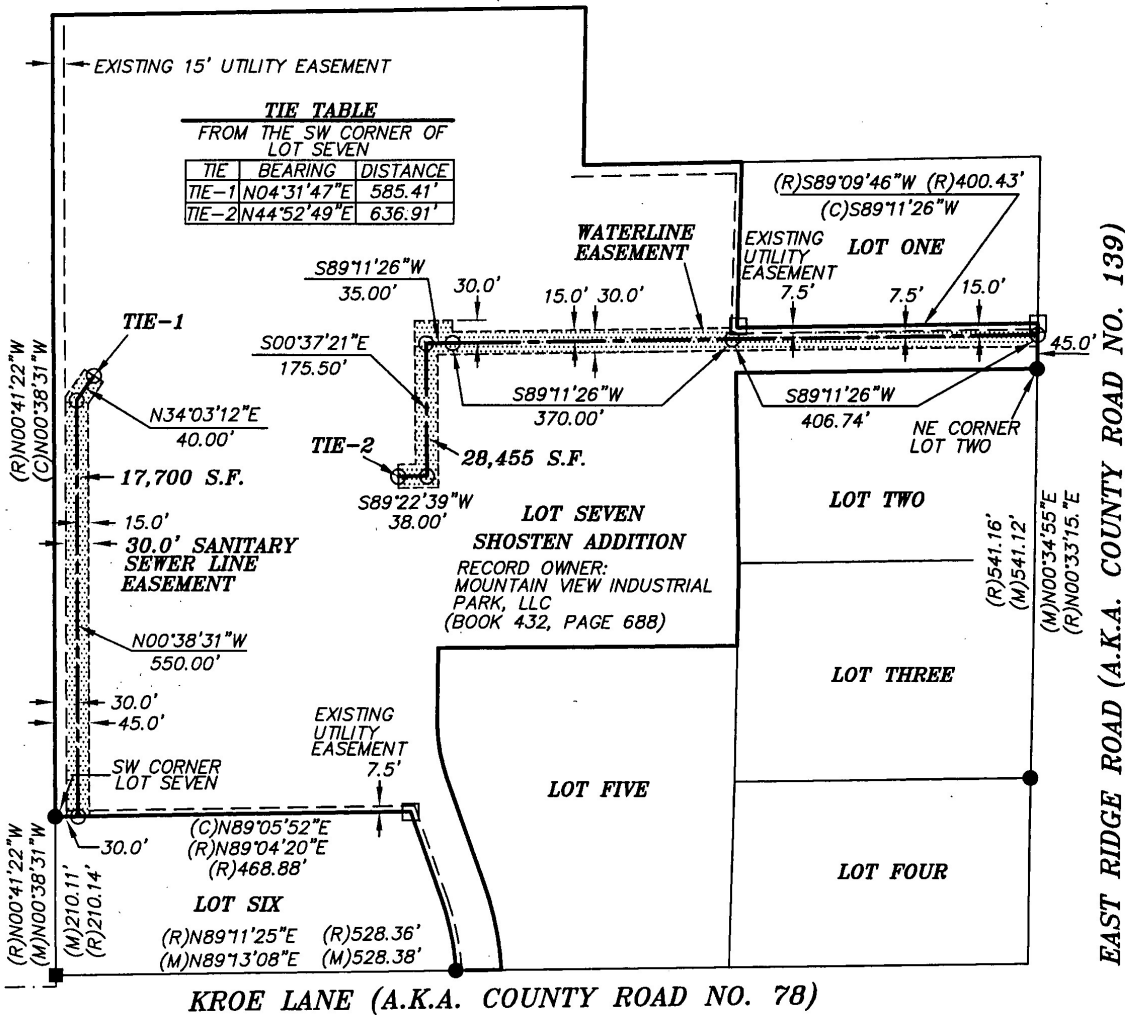 EXISTING 15' UTILITY EASEMENT
TIE TABLE
FROM THE SW CORNER OF
LOT SEVEN
TIE BEARING DISTANCE
TIE-1 N04°31'47"E 585.41'
TIE-2 N44°52'49"E 636.91'
(R)S89°09'46"W (R)400.43'
(C)S89°11'26"W
WATERLINE
EASEMENT
EXISTING
UTILITY
EASEMENT
7.5'
LOT ONE
7.5'
15.0'
S89°11'26"W
35.00'
30.0'
15.0'
30.0'
TIE-1
S00°37'21"E
175.50'
45.0'
(R)N00°41'22"W
(C)N00°38'31"W
N34°03'12"E
40.00'
S89°11'26"W
370.00'
S89°11'26"W
406.74'
NE CORNER
LOT TWO
TIE-2
28,455 S.F.
17,700 S.F.
S89°22'39"W
38.00'
LOT SEVEN
SHOSTEN ADDITION
RECORD OWNER:
MOUNTAIN VIEW INDUSTRIAL
PARK, LLC
(BOOK 432, PAGE 688)
LOT TWO
15.0'
30.0' SANITARY
SEWER LINE
EASEMENT
(R)541.16'
(M)541.12'
(M)N00°34'55"E
(R)N00°33'15."E
EAST RIDGE ROAD (A.K.A. COUNTY ROAD NO. 139)
N00°38'31"W
550.00'
LOT THREE
30.0'
45.0'
EXISTING
UTILITY
EASEMENT
7.5'
SW CORNER
LOT SEVEN
LOT FIVE
30.0'
(C)N89°05'52"E
(R)N89°04'20"E
(R)468.88'
LOT FOUR
(R)N00°41'22"W
(M)N00°38'31"W
(M)210.11'
(R)210.14'
LOT SIX
(R)N89°11'25"E (R)528.36'
(M)N89°13'08"E (M)528.38'
KROE LANE (A.K.A. COUNTY ROAD NO. 78)